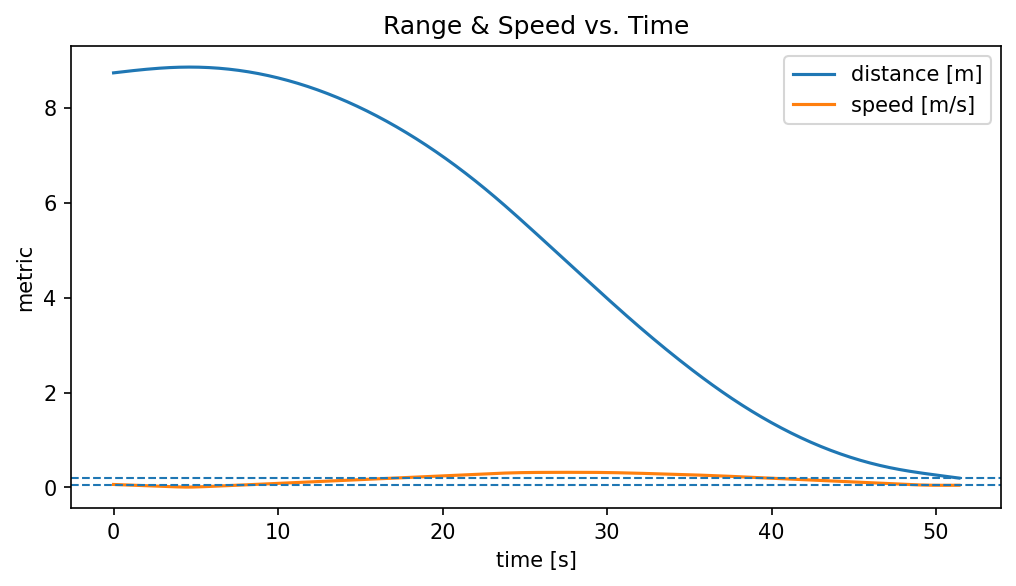 Range & Speed vs. Time
distance [m]
speed [m/s]
metric
8
6
4
2
0
0 10 20 30 40 50
time [s]